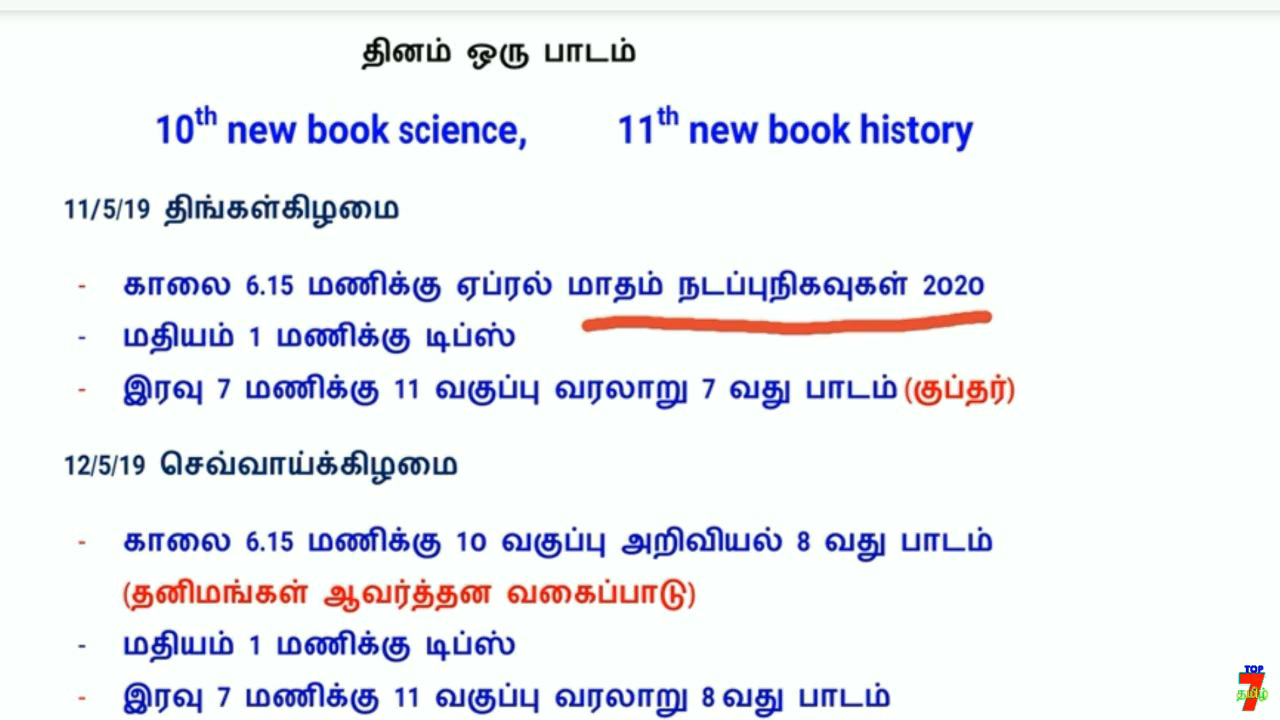 தினம் ஒரு பாடம்
10th new book science, 11th new book history
11/5/19 திங்கள்கிழமை
- காலை 6.15 மணிக்கு ஏப்ரல் மாதம் நடப்புநிகவுகள் 2020
- மதியம் 1 மணிக்கு டிப்ஸ்
- இரவு 7 மணிக்கு 11 வகுப்பு வரலாறு 7 வது பாடம் (குப்தர்)
12/5/19 செவ்வாய்க்கிழமை
- காலை 6.15 மணிக்கு 10 வகுப்பு அறிவியல் 8 வது பாடம்
(தனிமங்கள் ஆவர்த்தன வகைப்பாடு)
- மதியம் 1 மணிக்கு டிப்ஸ்
- இரவு 7 மணிக்கு 11 வகுப்பு வரலாறு 8 வது பாடம்
TOP
7
தமிழ்